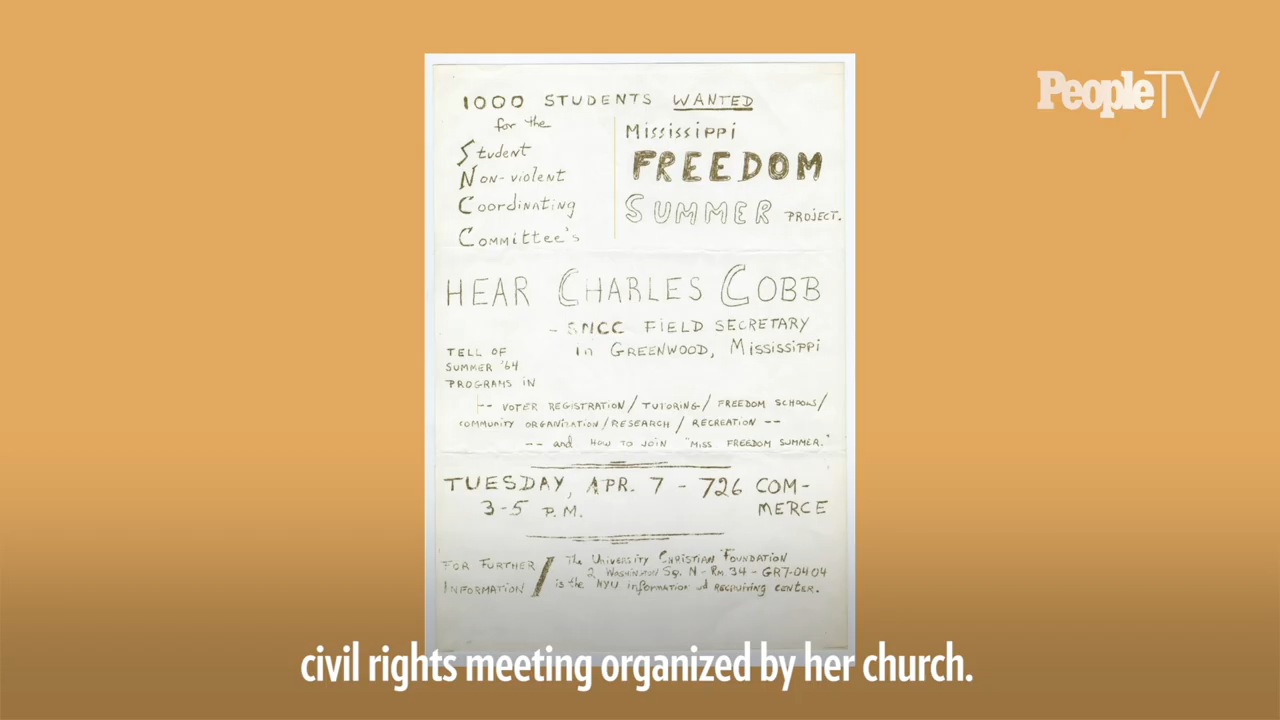 PeopleTV
1000 STUDENTS WANTED
for the
Student
Non-violent
Coordinating
Committee's
Mississippi
FREEDOM
SUMMER PROJECT.
HEAR CHARLES COBB
- SNCC FIELD SECRETARY
in GREENWOOD, Mississippi
TELL OF
SUMMER '64
PROGRAMS IN
-- VOTER REGISTRATION / TUTORING / FREEDOM SCHOOLS /
COMMUNITY ORGANIZATION / RESEARCH / RECREATION --
-- and HOW TO JOIN "MISS FREEDOM SUMMER."
TUESDAY, APR. 7 - 726 COM-
MERCE
3-5 P.M.
FOR FURTHER
INFORMATION /
The University Christian Foundation
2 Washington Sq. N - Rm 34 - GR7-0404
is the NYU information and recruiving center.
civil rights meeting organized by her church.